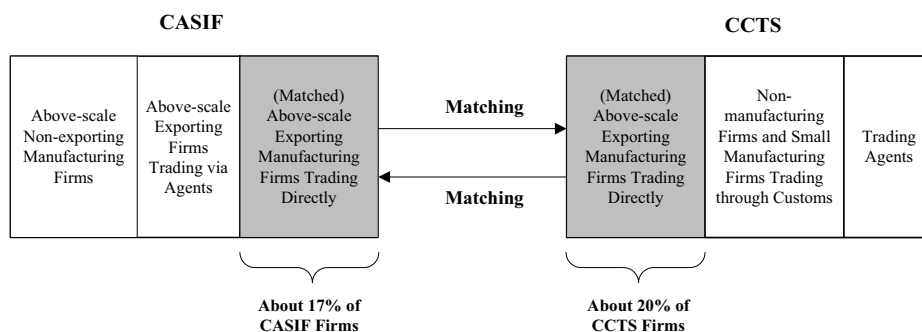 CASIF
CCTS
Above-scale
Non-exporting
Manufacturing
Firms
Above-scale
Exporting
Firms
Trading via
Agents
(Matched)
Above-scale
Exporting
Manufacturing
Firms Trading
Directly
Matching
Matching
(Matched)
Above-scale
Exporting
Manufacturing
Firms Trading
Directly
Non-
manufacturing
Firms and Small
Manufacturing
Firms Trading
through Customs
Trading
Agents
About 17% of
CASIF Firms
About 20% of
CCTS Firms